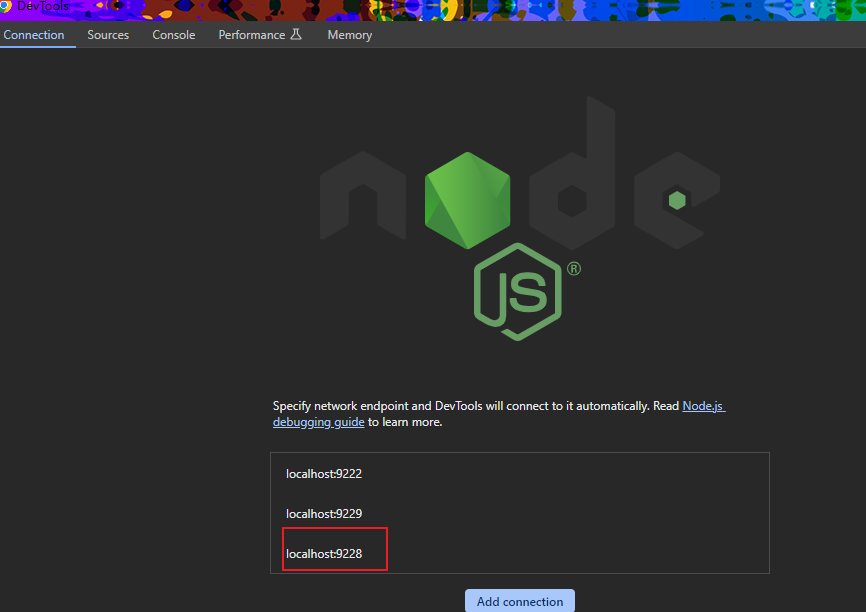 DevTools
Connection Sources Console Performance Memory
node
JS®
Specify network endpoint and DevTools will connect to it automatically. Read Node.js
debugging guide to learn more.
localhost:9222
localhost:9229
localhost:9228
Add connection